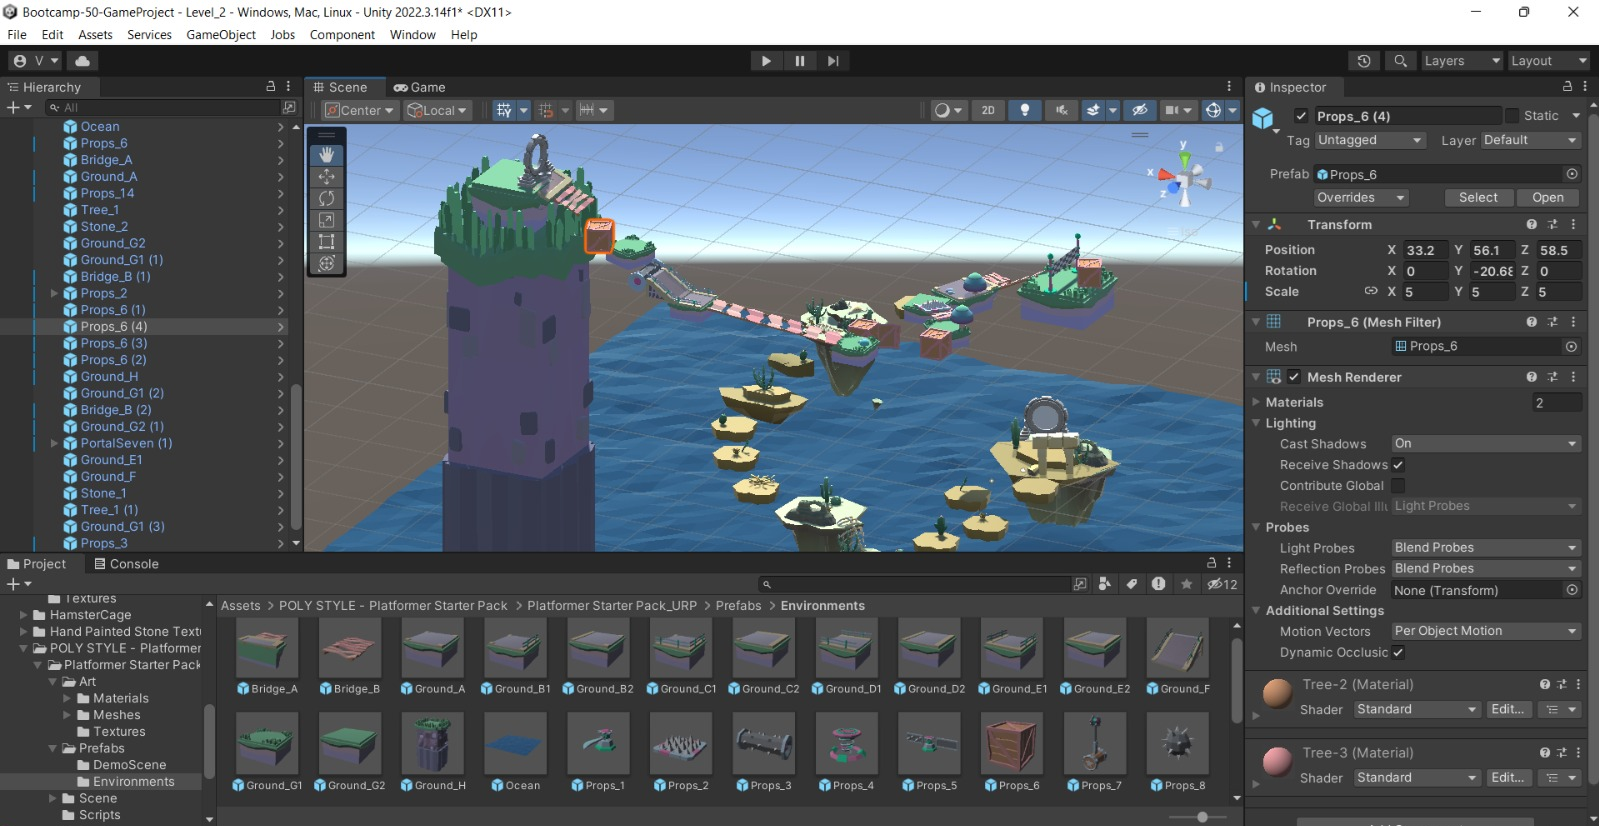 Bootcamp-50-GameProject - Level_2 - Windows, Mac, Linux - Unity 2022.3.14f1* <DX11>
File Edit Assets Services GameObject Jobs Component Window Help
V Layers Layout
Hierarchy
All
Ocean
Props_6
Bridge_A
Ground_A
Props_14
Tree_1
Stone_2
Ground_G2
Ground_G1 (1)
Bridge_B (1)
Props_2
Props_6 (1)
Props_6 (4)
Props_6 (3)
Props_6 (2)
Ground_H
Ground_G1 (2)
Bridge_B (2)
Ground_G2 (1)
PortalSeven (1)
Ground_E1
Ground_F
Stone_1
Tree_1 (1)
Ground_G1 (3)
Props_3
Scene Game
Center Local 2D
y
x
z
Inspector
Props_6 (4) Static
Tag Untagged Layer Default
Prefab Props_6
Overrides Select Open
Transform
Position X 33.2 Y 56.1 Z 58.5
Rotation X 0 Y -20.68 Z 0
Scale X 5 Y 5 Z 5
Props_6 (Mesh Filter)
Mesh Props_6
Mesh Renderer
Materials 2
Lighting
Cast Shadows On
Receive Shadows
Contribute Global
Receive Global Illu Light Probes
Probes
Light Probes Blend Probes
Reflection Probes Blend Probes
Anchor Override None (Transform)
Additional Settings
Motion Vectors Per Object Motion
Dynamic Occlusic
Tree-2 (Material)
Shader Standard Edit...
Tree-3 (Material)
Shader Standard Edit...
Project Console
12
Textures
HamsterCage
Hand Painted Stone Textu
POLY STYLE - Platformer
Platformer Starter Pack
Art
Materials
Meshes
Textures
Prefabs
DemoScene
Environments
Scene
Scripts
Assets > POLY STYLE - Platformer Starter Pack > Platformer Starter Pack_URP > Prefabs > Environments
Bridge_A Bridge_B Ground_A Ground_B1 Ground_B2 Ground_C1 Ground_C2 Ground_D1 Ground_D2 Ground_E1 Ground_E2 Ground_F
Ground_G1 Ground_G2 Ground_H Ocean Props_1 Props_2 Props_3 Props_4 Props_5 Props_6 Props_7 Props_8